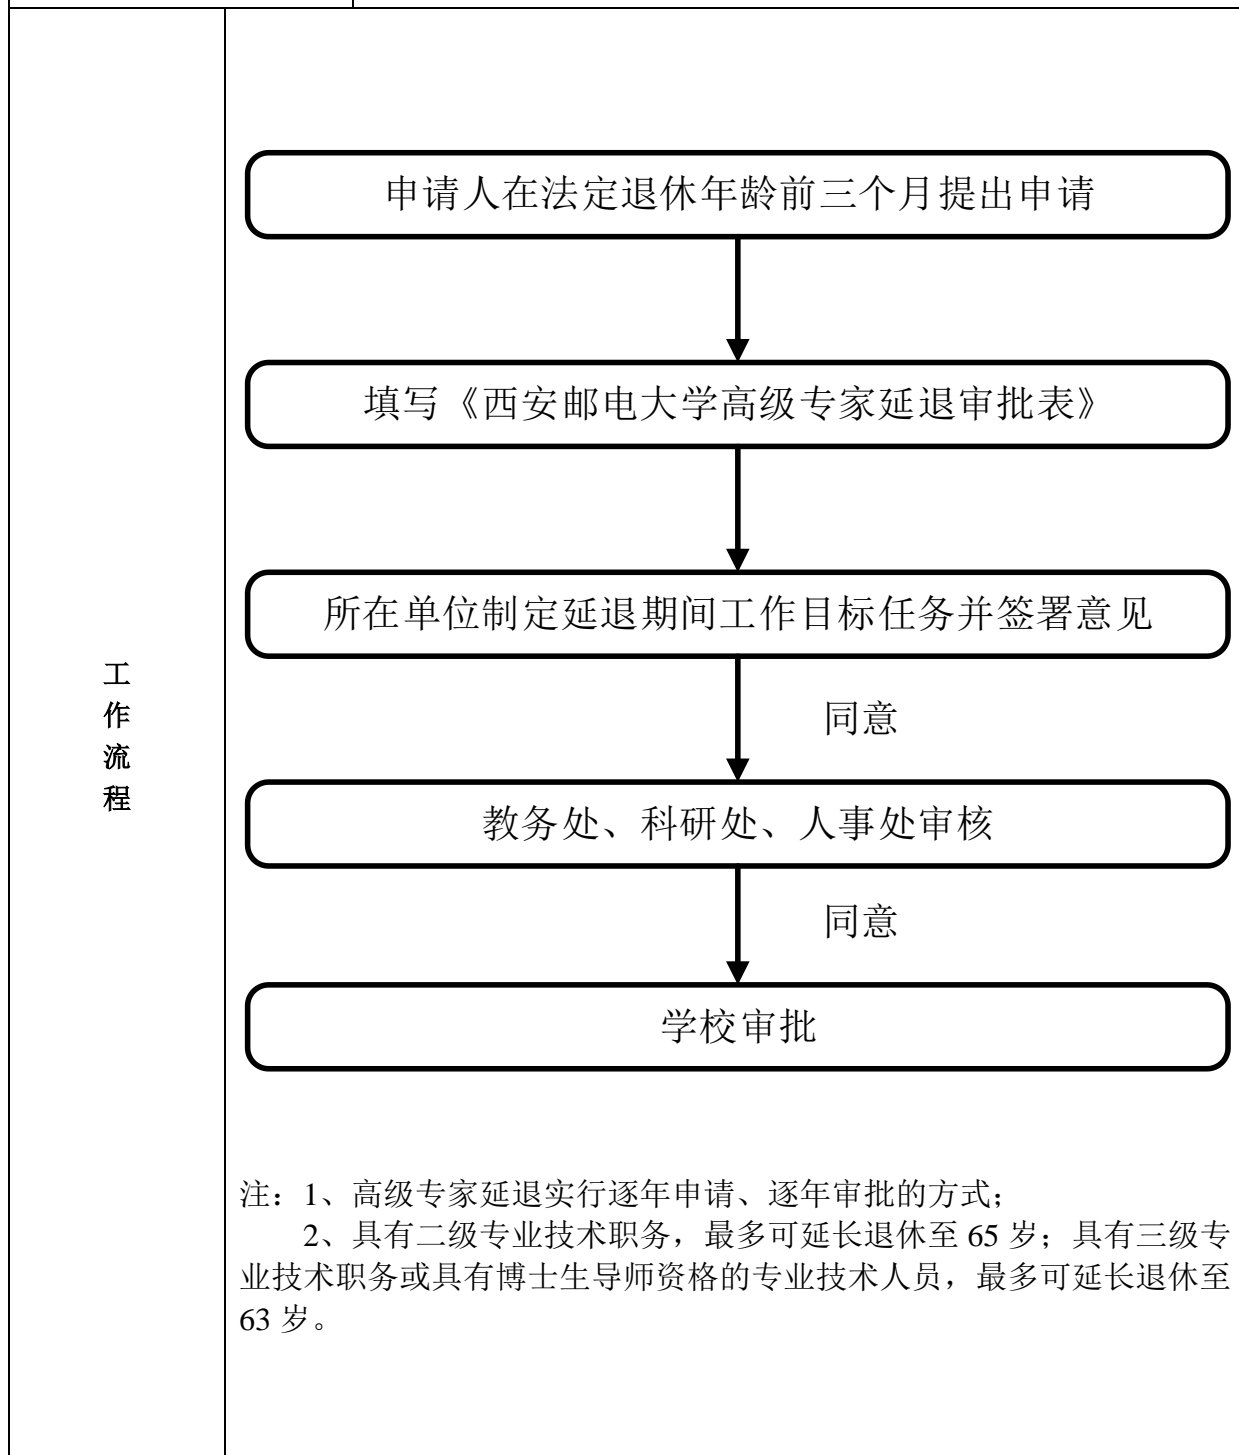 工
作
流
程
申请人在法定退休年龄前三个月提出申请
填写《西安邮电大学高级专家延退审批表》
所在单位制定延退期间工作目标任务并签署意见
同意
教务处、科研处、人事处审核
同意
学校审批
注：1、高级专家延退实行逐年申请、逐年审批的方式；
2、具有二级专业技术职务，最多可延长退休至 65 岁；具有三级专
业技术职务或具有博士生导师资格的专业技术人员，最多可延长退休至
63 岁。